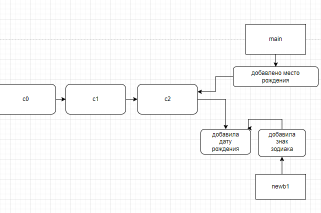 main
добавлено место
рождения
c0
c1
c2
добавила
дату
рождения
добавила
знак
зодиака
newb1